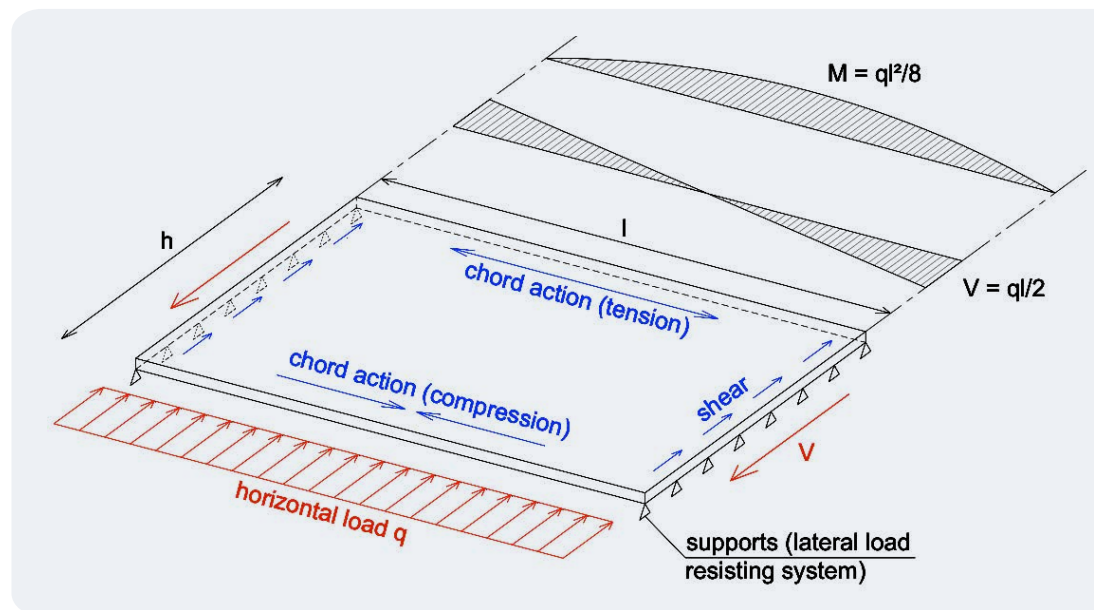 M = ql²/8
h
l
chord action (tension)
V = ql/2
chord action (compression)
shear
V
horizontal load q
supports (lateral load
resisting system)